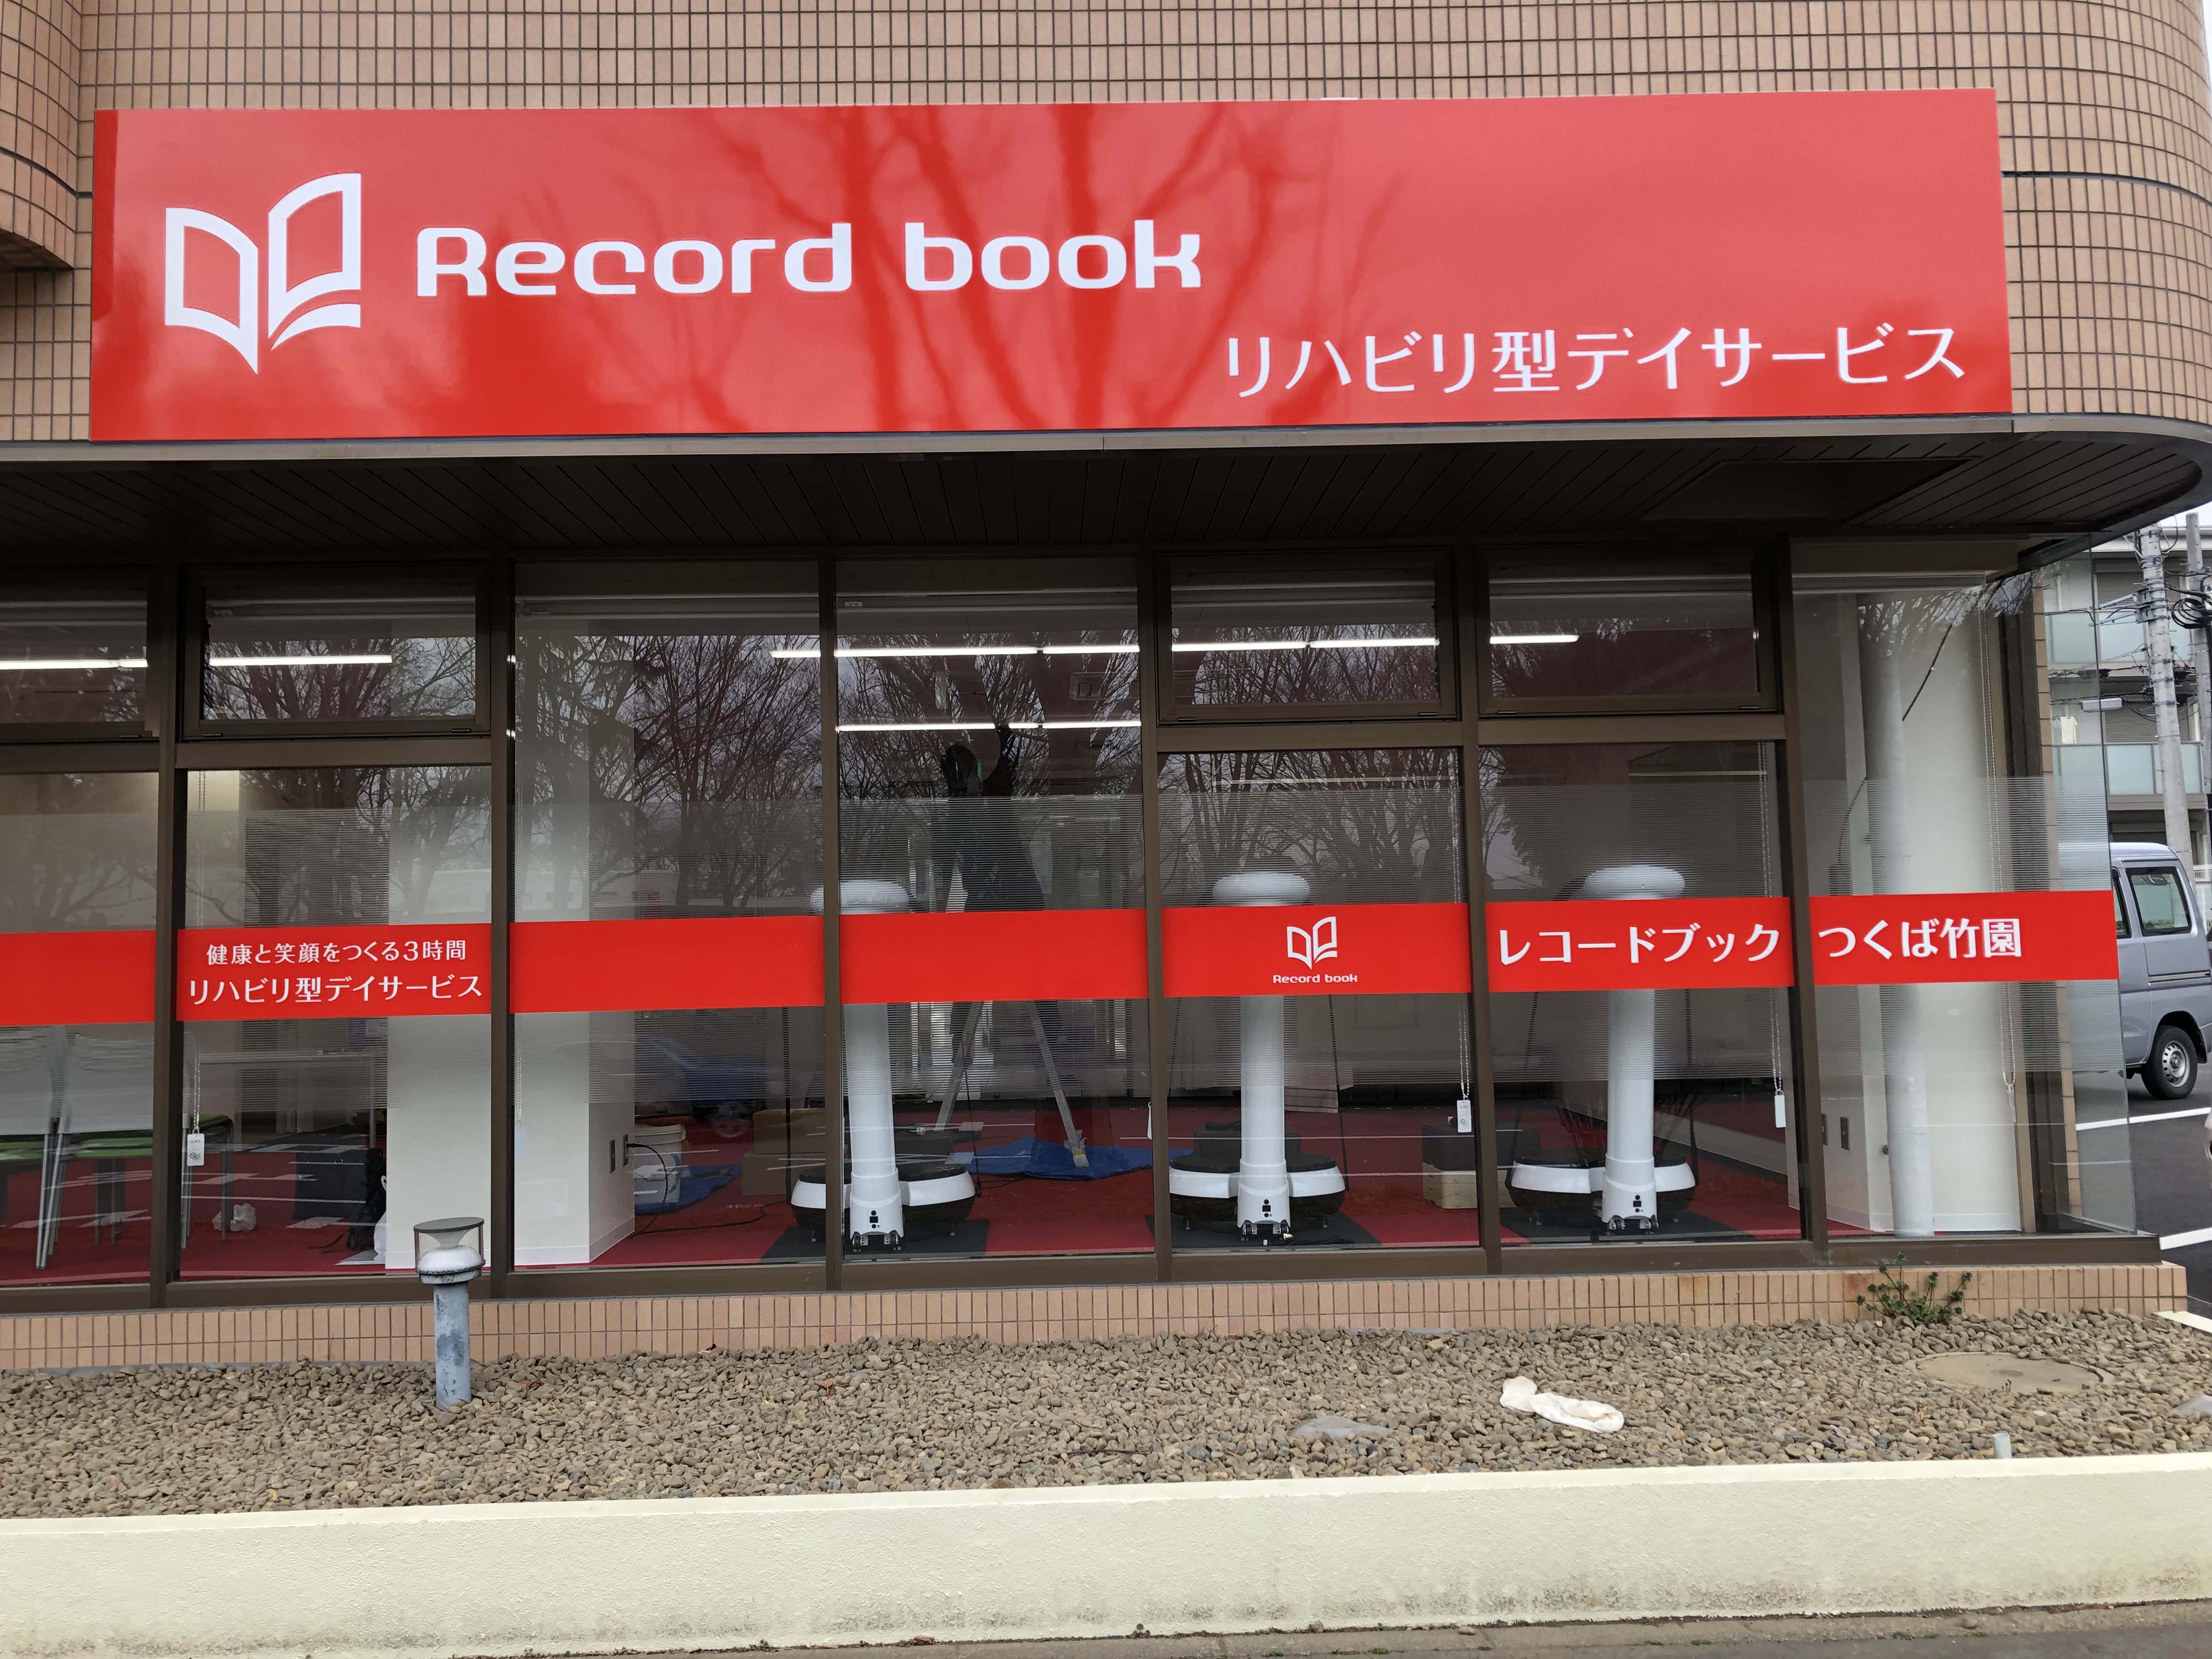 Record book
リハビリ型デイサービス
健康と笑顔をつくる3時間
リハビリ型デイサービス
Record book
レコードブック つくば竹園